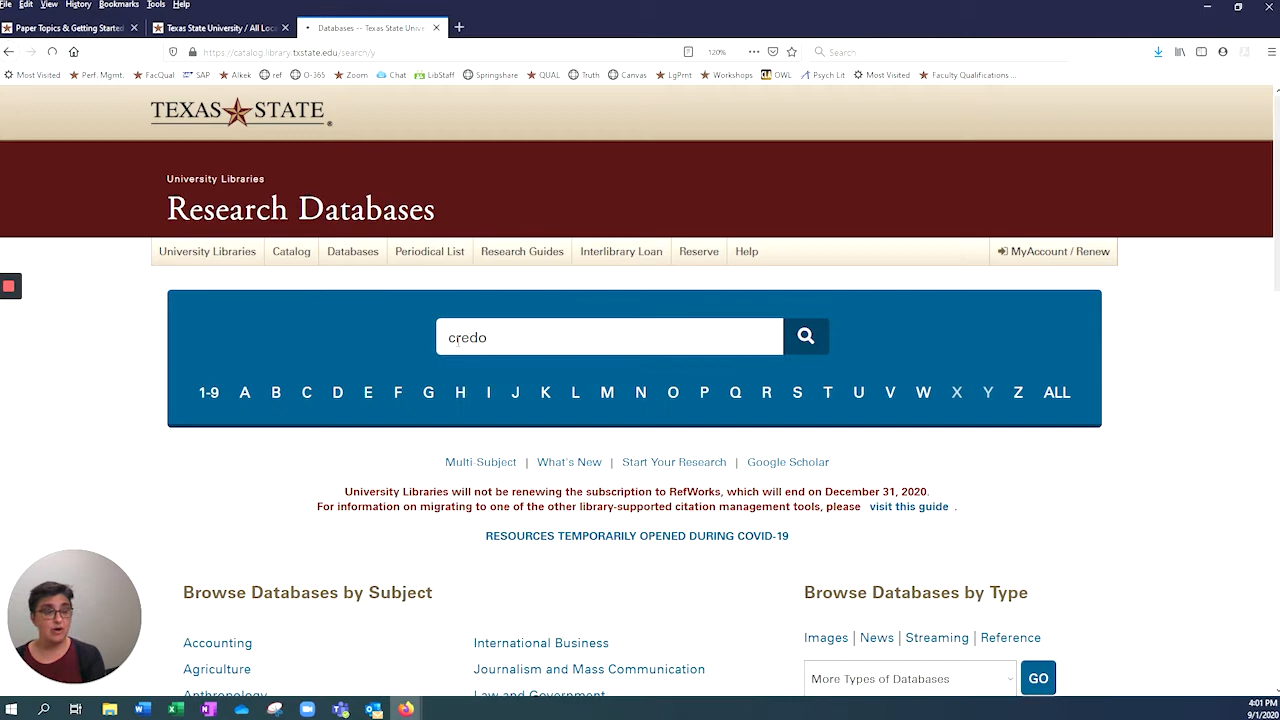 File Edit View History Bookmarks Tools Help
Paper Topics & Getting Started
Texas State University / All Loc
Databases -- Texas State Unive
https://catalog.library.txstate.edu/search/y
120%
Search
Most Visited Perf. Mgmt. FacQual SAP Alkek ref O-365 Zoom Chat LibStaff Springshare QUAL Truth Canvas LgPrnt Workshops OWL Psych Lit Most Visited Faculty Qualifications ...
TEXAS STATE
University Libraries
Research Databases
University Libraries Catalog Databases Periodical List Research Guides Interlibrary Loan Reserve Help MyAccount / Renew
credo
1-9 A B C D E F G H I J K L M N O P Q R S T U V W X Y Z ALL
Multi-Subject | What's New | Start Your Research | Google Scholar
University Libraries will not be renewing the subscription to RefWorks, which will end on December 31, 2020.
For information on migrating to one of the other library-supported citation management tools, please visit this guide .
RESOURCES TEMPORARILY OPENED DURING COVID-19
Browse Databases by Subject
Browse Databases by Type
Accounting
International Business
Images | News | Streaming | Reference
Agriculture
Journalism and Mass Communication
More Types of Databases GO
Anthropology
Law and Government
4:01 PM
9/1/2020